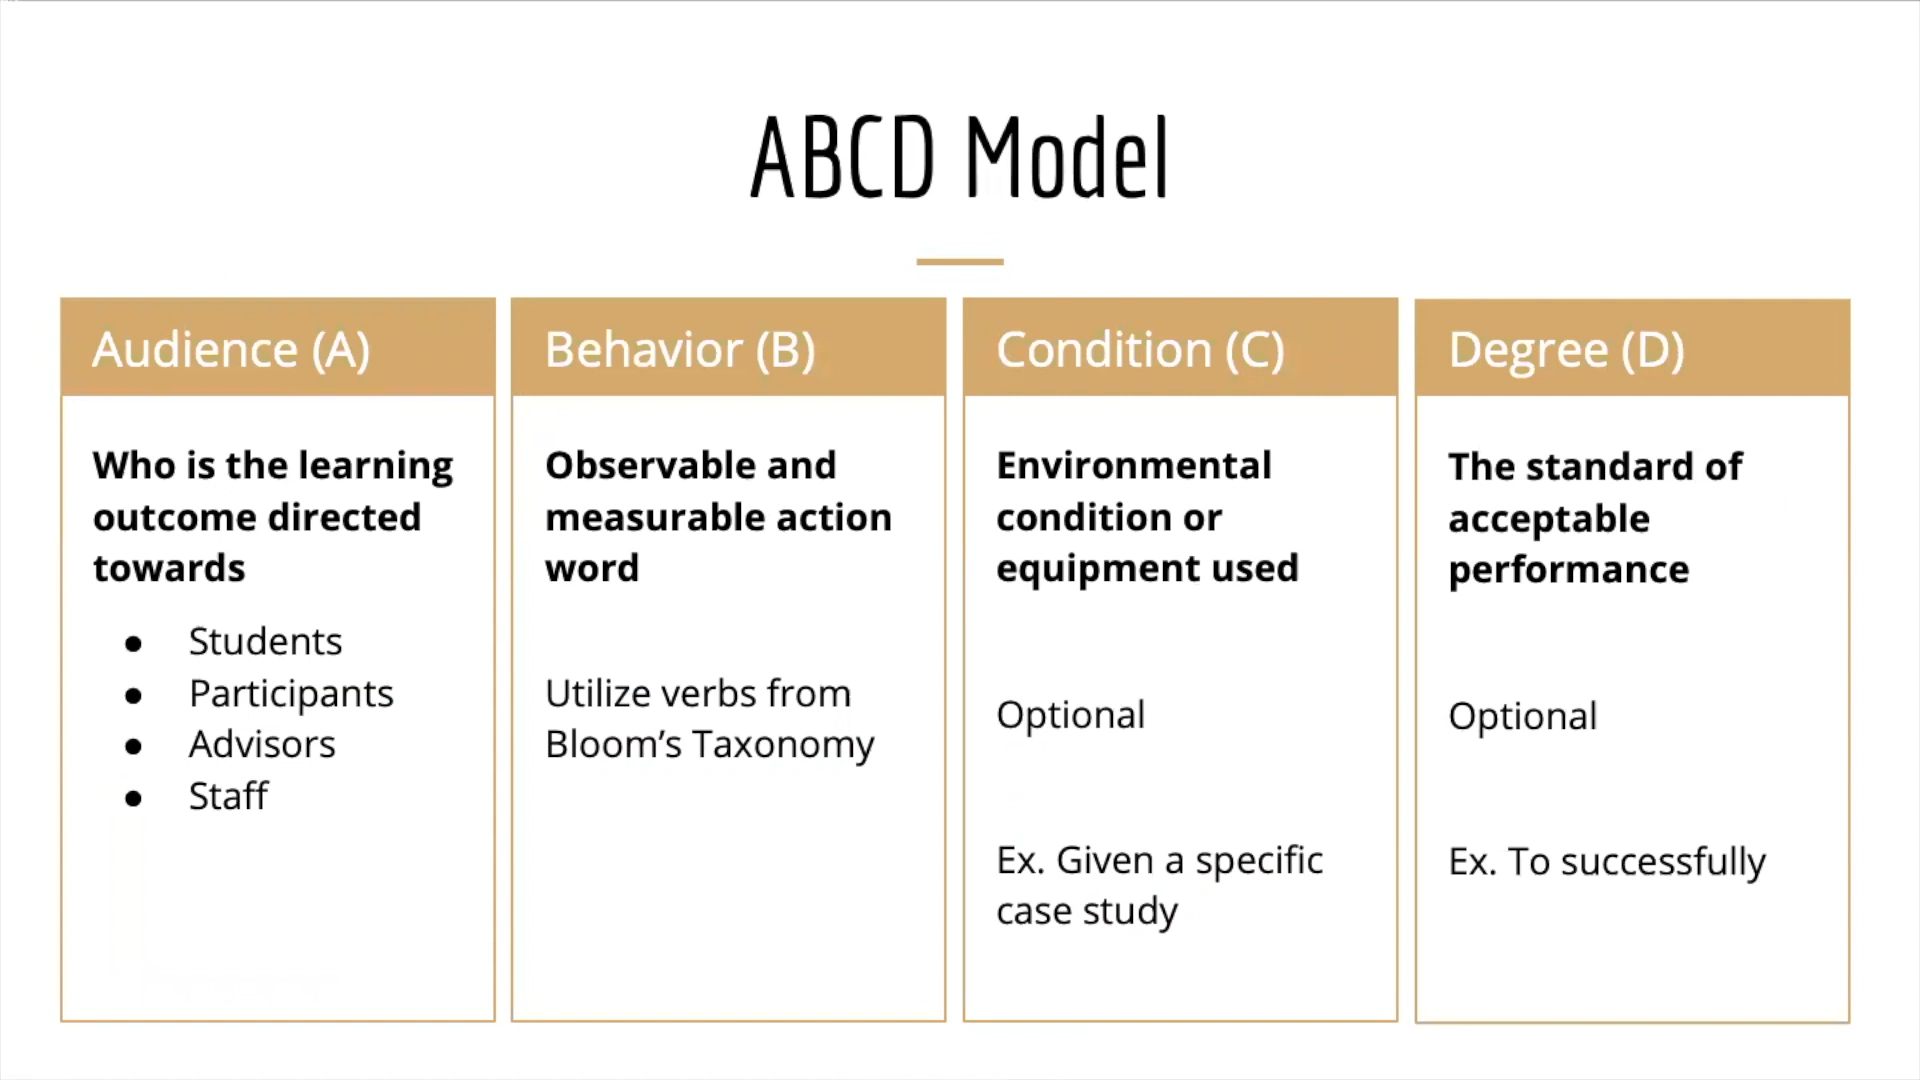 ABCD Model
Audience (A)
Who is the learning
outcome directed
towards
● Students
● Participants
● Advisors
● Staff
Behavior (B)
Observable and
measurable action
word
Utilize verbs from
Bloom’s Taxonomy
Condition (C)
Environmental
condition or
equipment used
Optional
Ex. Given a specific
case study
Degree (D)
The standard of
acceptable
performance
Optional
Ex. To successfully